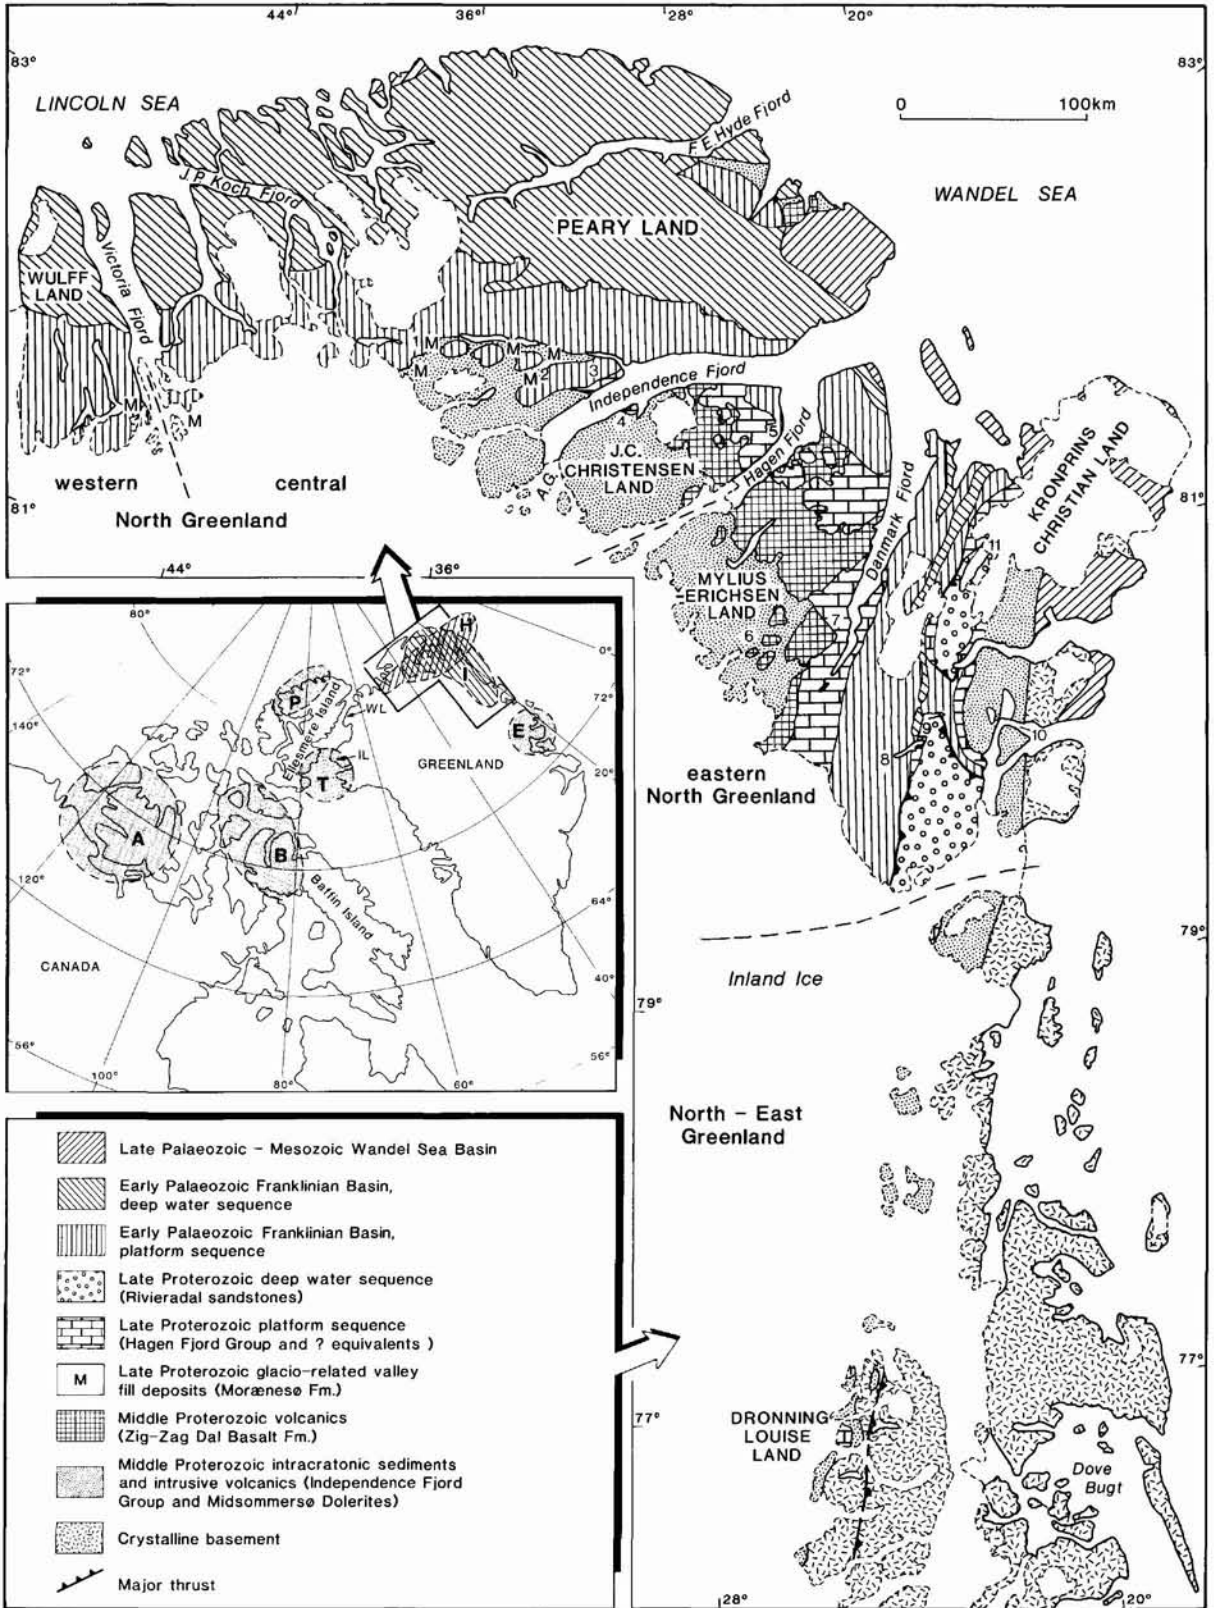 44°
36°
28°
20°
83°
83°
LINCOLN SEA
0 100km
F. E. Hyde Fjord
J. P. Koch Fjord
WANDEL SEA
PEARY LAND
Victoria Fjord
WULFF
LAND
M
M
M
M
M
2
3
Independence Fjord
4
5
J.C.
CHRISTENSEN
LAND
Hagen Fjord
KRONPRINS
CHRISTIAN LAND
M
M
A.G.
western
central
North Greenland
81°
81°
Danmark Fjord
11
44°
36°
MYLIUS
ERICHSEN
LAND
6
7
8
9
10
eastern
North Greenland
80°
72°
140°
120°
56°
100°
80°
60°
56°
40°
64°
20°
72°
0°
H
I
P
Ellesmere Island
WL
E
GREENLAND
IL
T
A
B
Baffin Island
CANADA
79°
79°
Inland Ice
North - East
Greenland
77°
77°
DRONNING
LOUISE
LAND
Dove
Bugt
28°
20°
Late Palaeozoic - Mesozoic Wandel Sea Basin
Early Palaeozoic Franklinian Basin,
deep water sequence
Early Palaeozoic Franklinian Basin,
platform sequence
Late Proterozoic deep water sequence
(Rivieradal sandstones)
Late Proterozoic platform sequence
(Hagen Fjord Group and ? equivalents )
M
Late Proterozoic glacio-related valley
fill deposits (Morænesø Fm.)
Middle Proterozoic volcanics
(Zig-Zag Dal Basalt Fm.)
Middle Proterozoic intracratonic sediments
and intrusive volcanics (Independence Fjord
Group and Midsommersø Dolerites)
Crystalline basement
Major thrust